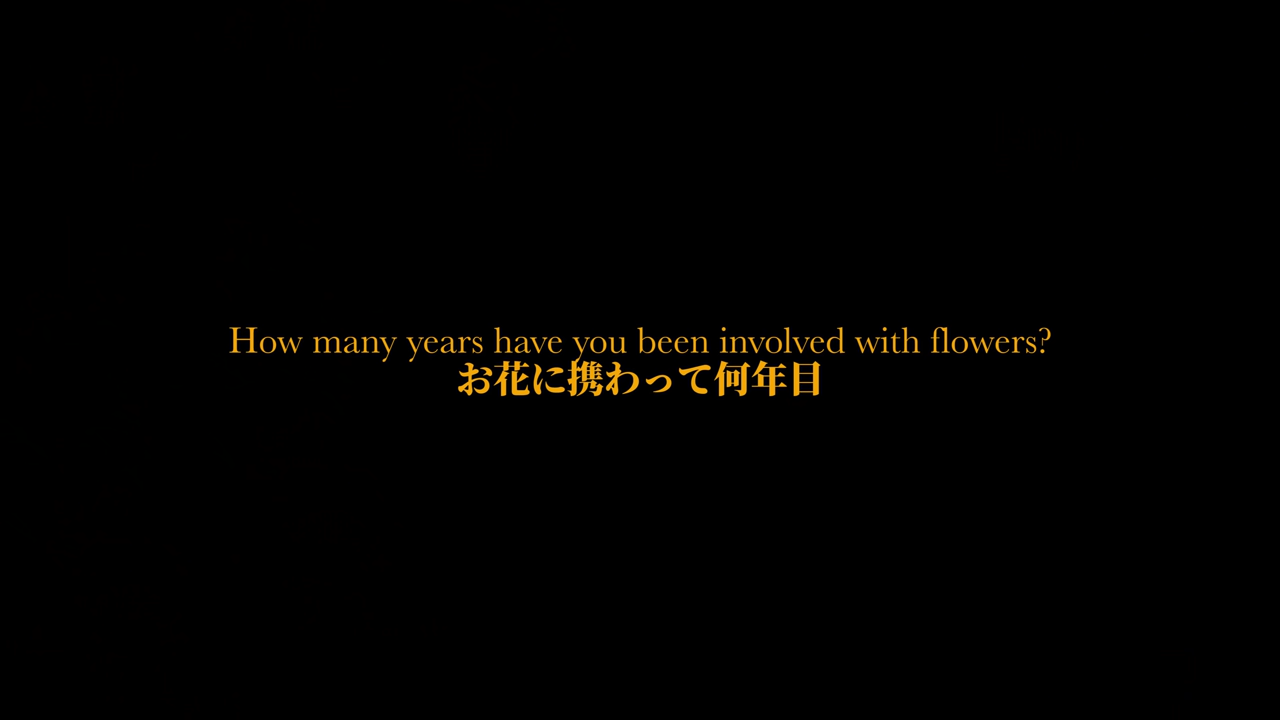 How many years have you been involved with flowers?
お花に携わって何年目